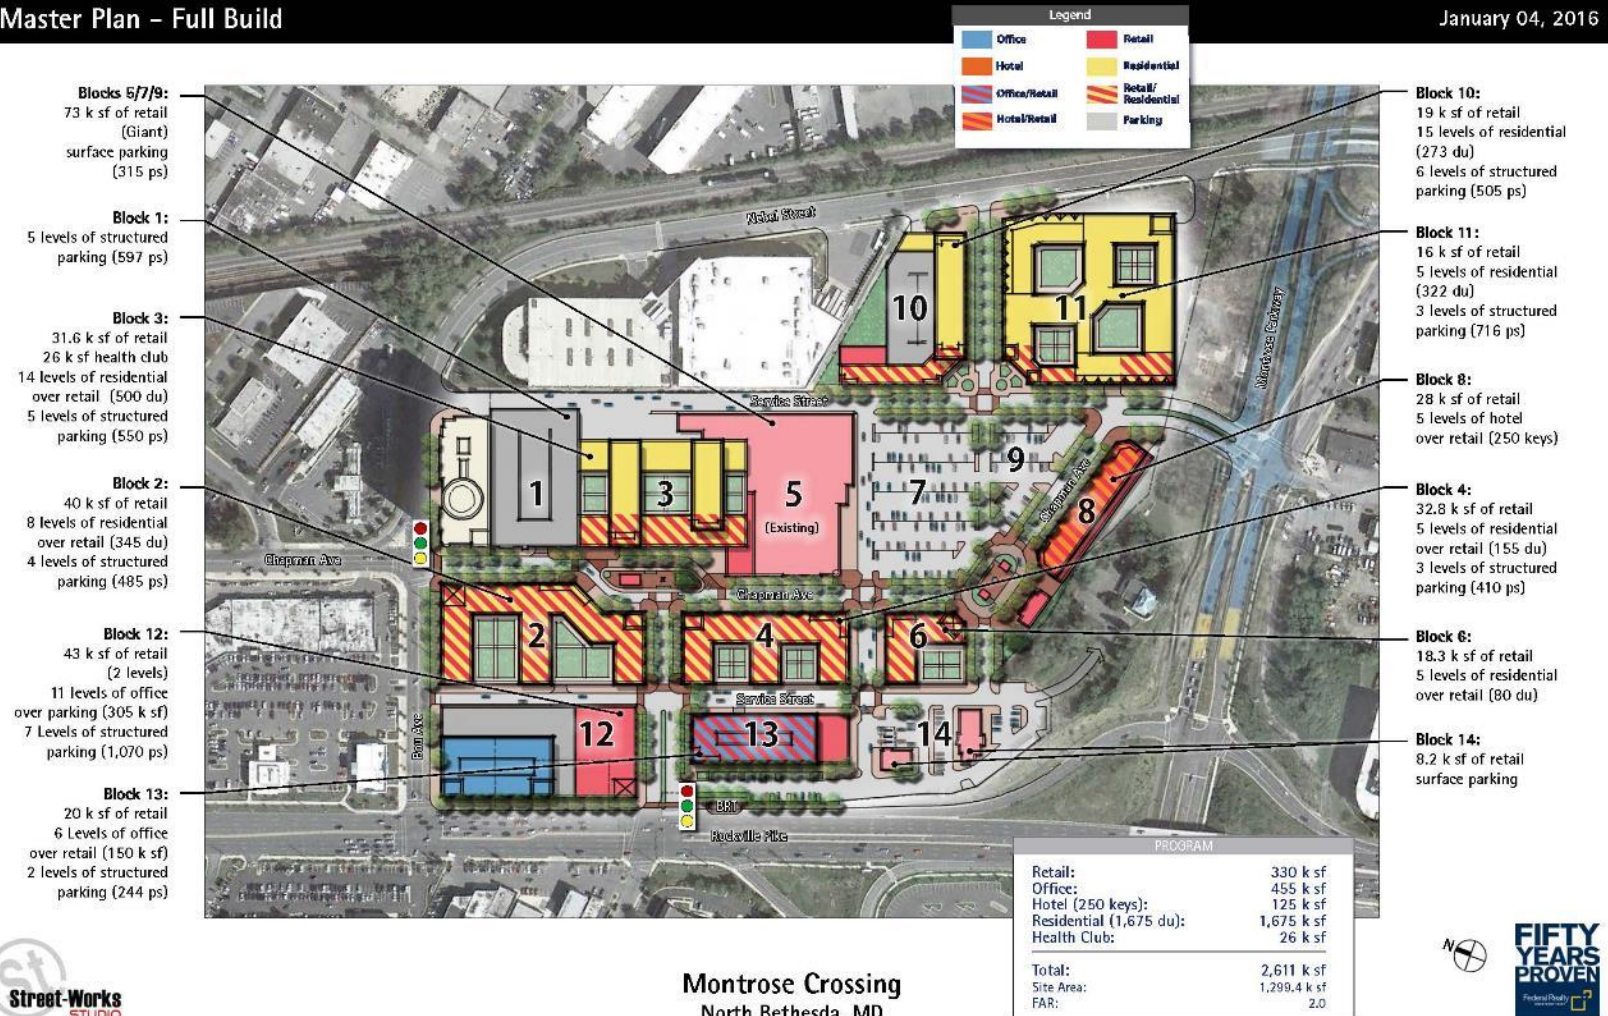 Master Plan – Full Build
January 04, 2016
Legend
Office
Retail
Hotel
Residential
Office/Retail
Retail/
Residential
Hotel/Retail
Parking
Blocks 5/7/9:
73 k sf of retail
(Giant)
surface parking
(315 ps)
Block 1:
5 levels of structured
parking (597 ps)
Block 3:
31.6 k sf of retail
26 k sf health club
14 levels of residential
over retail (500 du)
5 levels of structured
parking (550 ps)
Block 2:
40 k sf of retail
8 levels of residential
over retail (345 du)
4 levels of structured
parking (485 ps)
Block 12:
43 k sf of retail
(2 levels)
11 levels of office
over parking (305 k sf)
7 Levels of structured
parking (1,070 ps)
Block 13:
20 k sf of retail
6 Levels of office
over retail (150 k sf)
2 levels of structured
parking (244 ps)
Nebel Street
10
11
Montrose Parkway
Service Street
1
3
5
(Existing)
7
9
Chapman Ave
8
Chapman Ave
Chapman Ave
2
4
6
Service Street
Bou Ave
12
13
14
BRT
Rockville Pike
Block 10:
19 k sf of retail
15 levels of residential
(273 du)
6 levels of structured
parking (505 ps)
Block 11:
16 k sf of retail
5 levels of residential
(322 du)
3 levels of structured
parking (716 ps)
Block 8:
28 k sf of retail
5 levels of hotel
over retail (250 keys)
Block 4:
32.8 k sf of retail
5 levels of residential
over retail (155 du)
3 levels of structured
parking (410 ps)
Block 6:
18.3 k sf of retail
5 levels of residential
over retail (80 du)
Block 14:
8.2 k sf of retail
surface parking
PROGRAM
Retail: 330 k sf
Office: 455 k sf
Hotel (250 keys): 125 k sf
Residential (1,675 du): 1,675 k sf
Health Club: 26 k sf
Total: 2,611 k sf
Site Area: 1,299.4 k sf
FAR: 2.0
st
Street-Works
STUDIO
Montrose Crossing
North Bethesda, MD
N
FIFTY
YEARS
PROVEN
Federal Realty